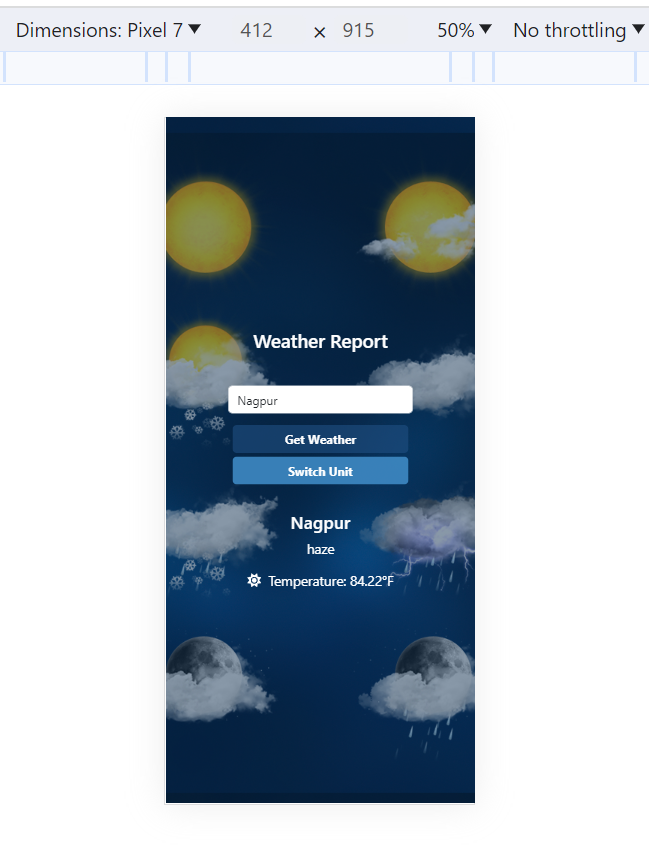 Dimensions: Pixel 7 ▼ 412 × 915 50% ▼ No throttling ▼
Weather Report
Nagpur
Get Weather
Switch Unit
Nagpur
haze
Temperature: 84.22°F